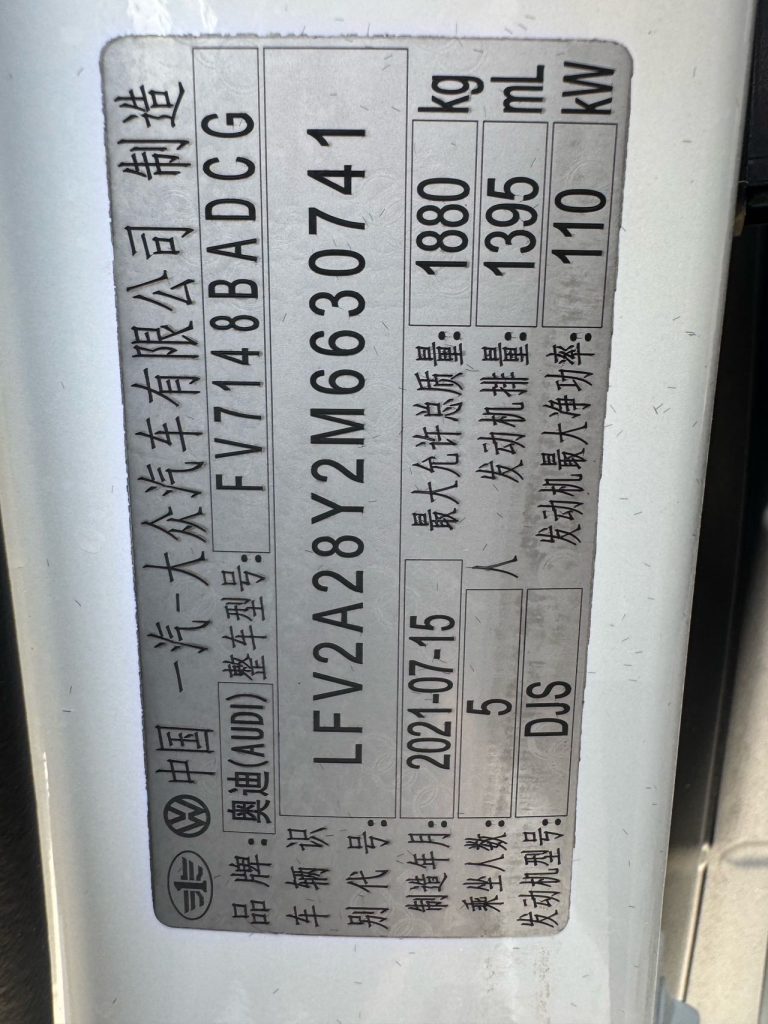 中国 一汽-大众汽车有限公司 制造
品牌: 奥迪(AUDI) 整车型号: FV7148BADCG
车辆识别代号: LFV2A28Y2M6630741
制造年月: 2021-07-15 最大允许总质量: 1880 kg
乘坐人数: 5 人 发动机排量: 1395 mL
发动机型号: DJS 发动机最大净功率: 110 kW